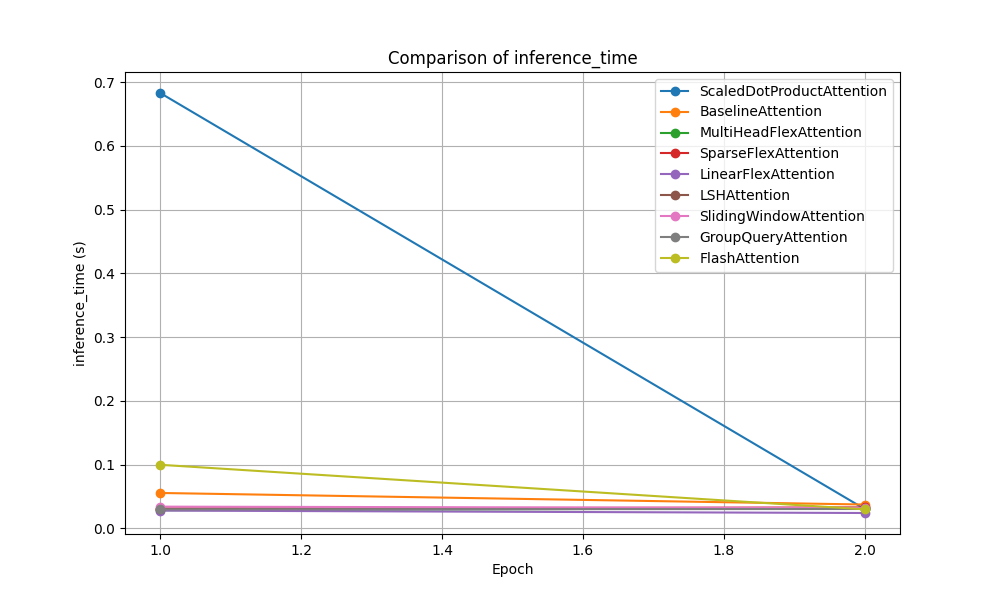 Comparison of inference_time
0.7
0.6
0.5
0.4
0.3
0.2
0.1
0.0
inference_time (s)
ScaledDotProductAttention
BaselineAttention
MultiHeadFlexAttention
SparseFlexAttention
LinearFlexAttention
LSHAttention
SlidingWindowAttention
GroupQueryAttention
FlashAttention
1.0 1.2 1.4 1.6 1.8 2.0
Epoch